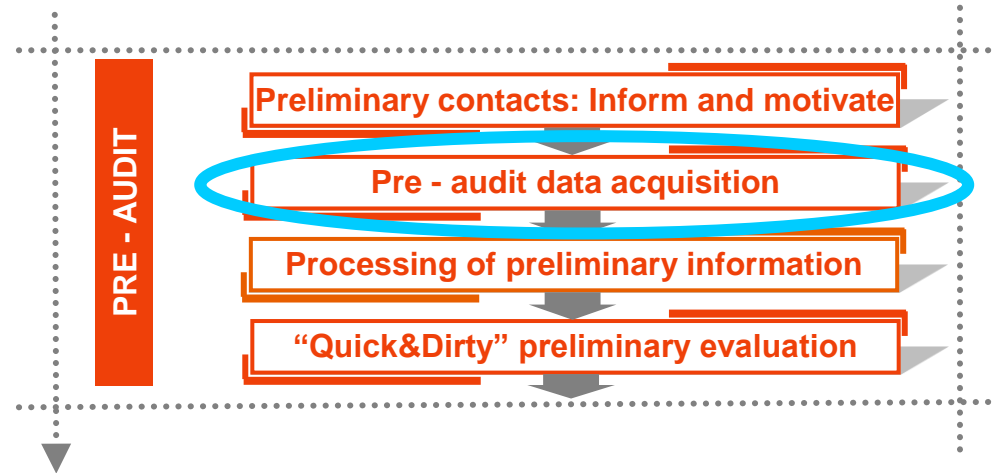 PRE - AUDIT
Preliminary contacts: Inform and motivate
Pre - audit data acquisition
Processing of preliminary information
“Quick&Dirty” preliminary evaluation